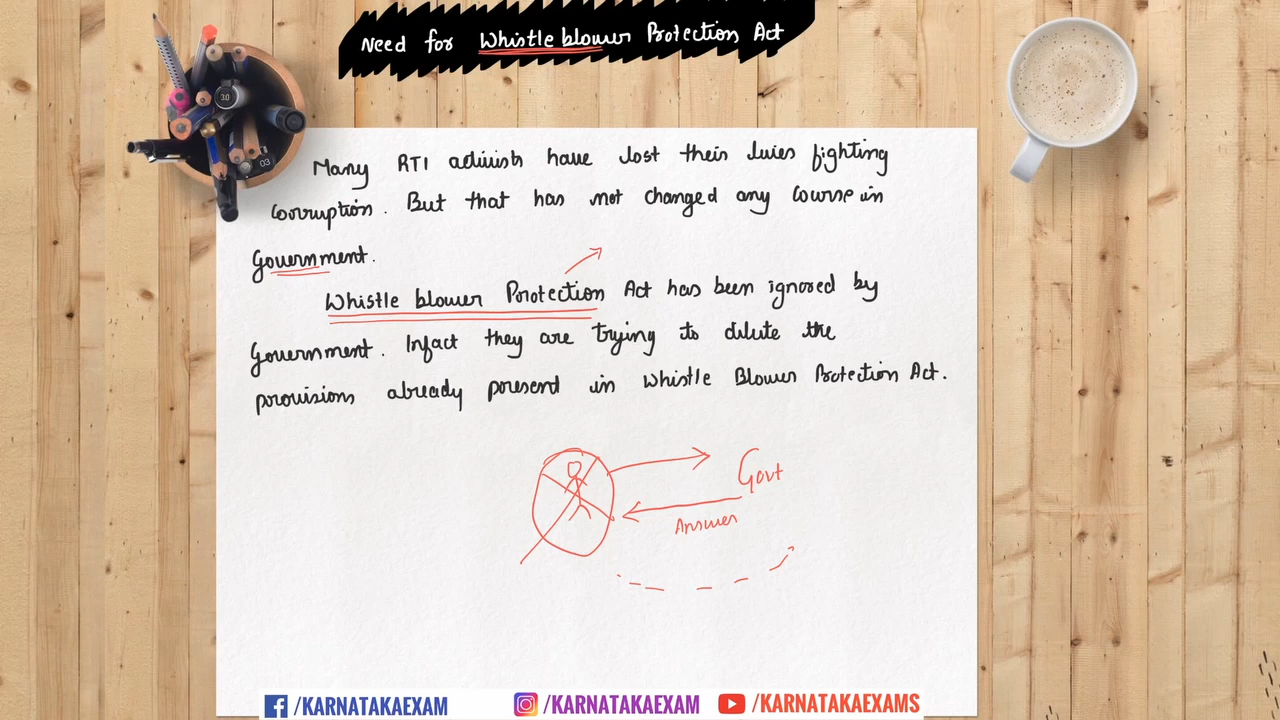 Need for Whistle blower Protection Act
Many RTI activists have lost their lives fighting
corruption. But that has not changed any course in
Government.
Whistle blower Protection Act has been ignored by
Government. Infact they are trying to dilute the
provisions already present in Whistle Blower Protection Act.
Govt
Answer
/KARNATAKAEXAM /KARNATAKAEXAM /KARNATAKAEXAMS